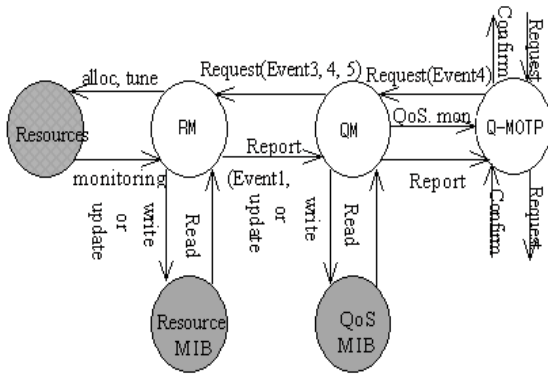 Confirm
Request
alloc, tune
Request(Event3, 4, 5)
Request(Event4)
Resources
RM
QM
QoS. mon
Q-MOTP
monitoring
Report
(Event1,
Report
write
or
update
Read
write
or
update
Read
Confirm
Request
Resource
MIB
QoS
MIB